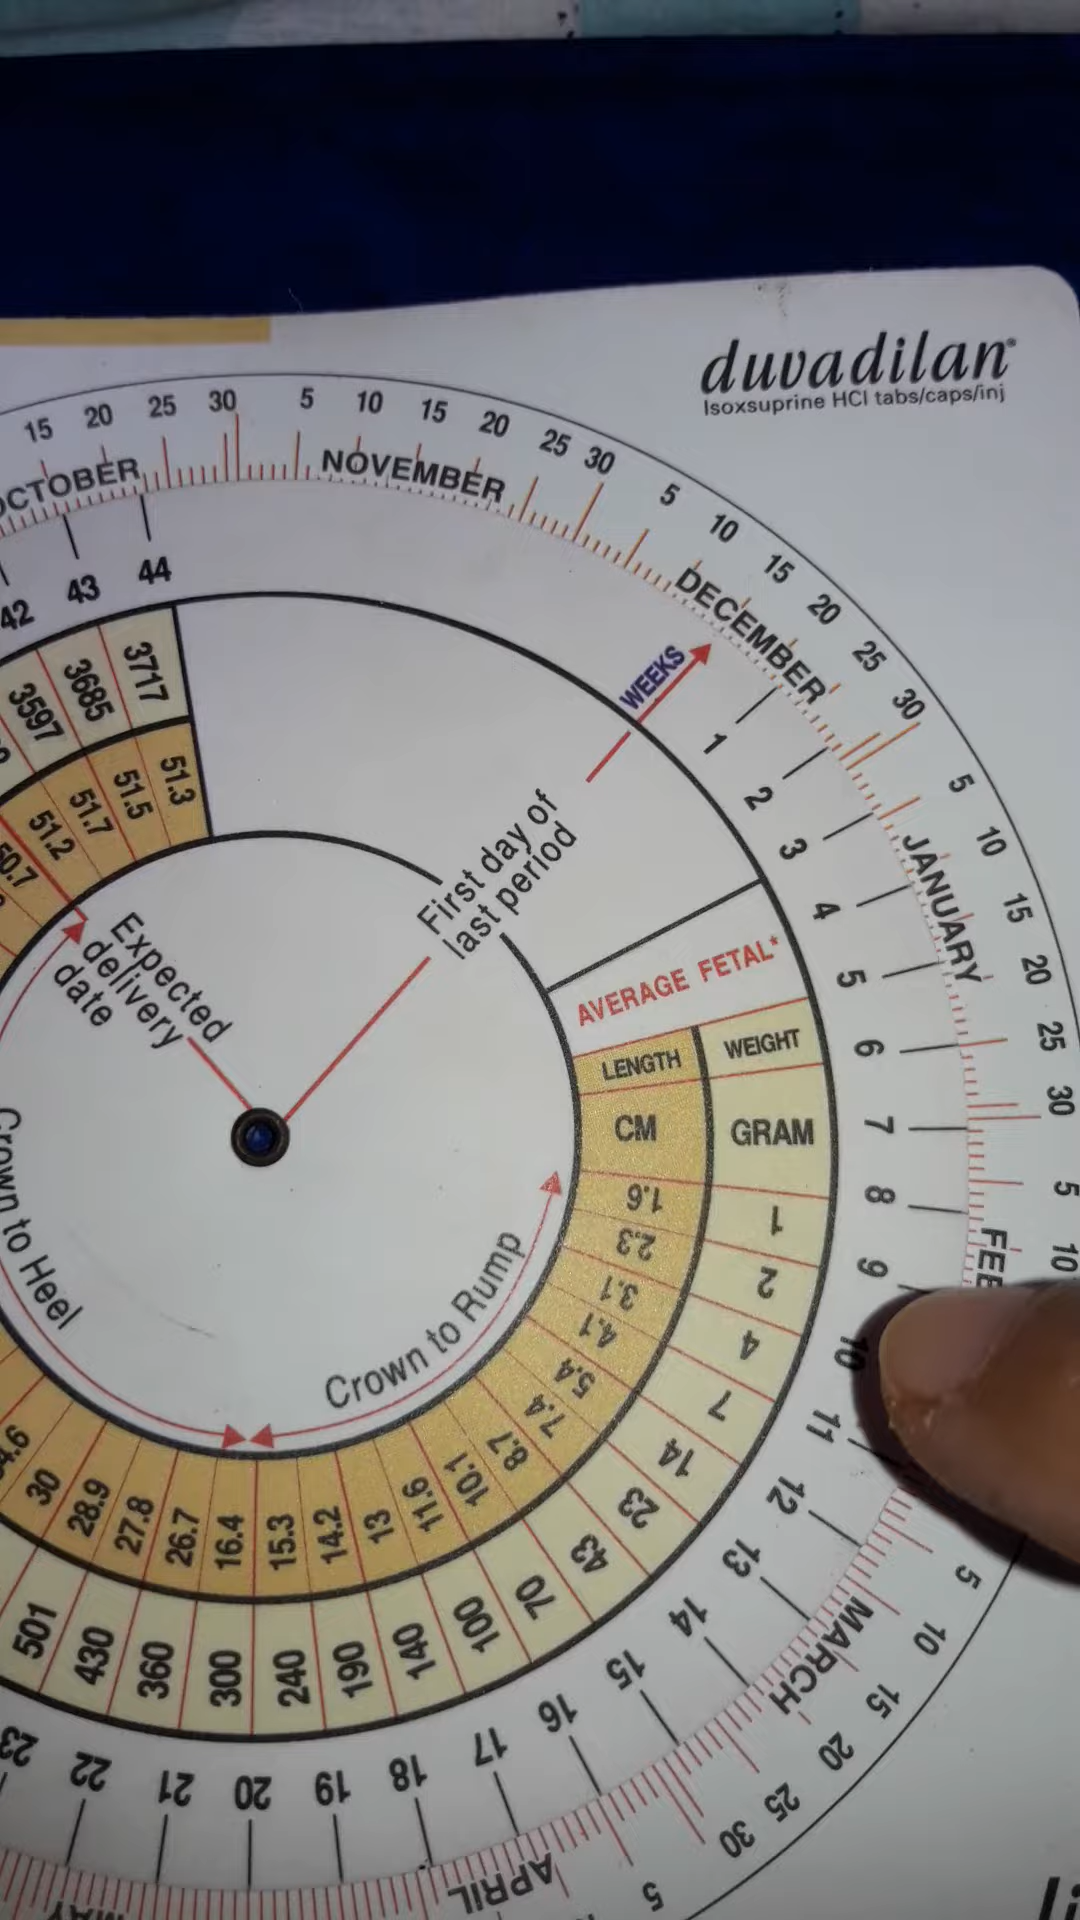 duvadilan®
Isoxsuprine HCl tabs/caps/inj
15 20 25 30 5 10 15 20 25 30 5 10 15 20 25 30 5 10 15 20 25 30 5 10
5 10 15 20 25 30 5
OCTOBER
NOVEMBER
DECEMBER
JANUARY
FEB
MARCH
APRIL
MAY
42 43 44
WEEKS
1 2 3 4 5 6 7 8 9 10 11 12 13 14 15 16 17 18 19 20 21 22 23
3597 3685 3717
50.7 51.2 51.7 51.5 51.3
First day of
last period
Expected
delivery
date
AVERAGE FETAL*
LENGTH
WEIGHT
CM
GRAM
1.6 2.3 3.1 4.1 5.4 7.4 8.7 10.1 11.6 13 14.2 15.3 16.4 26.7 27.8 28.9 30
1 2 4 7 14 23 43 70 100 140 190 240 300 360 430 501
Crown to Rump
Crown to Heel